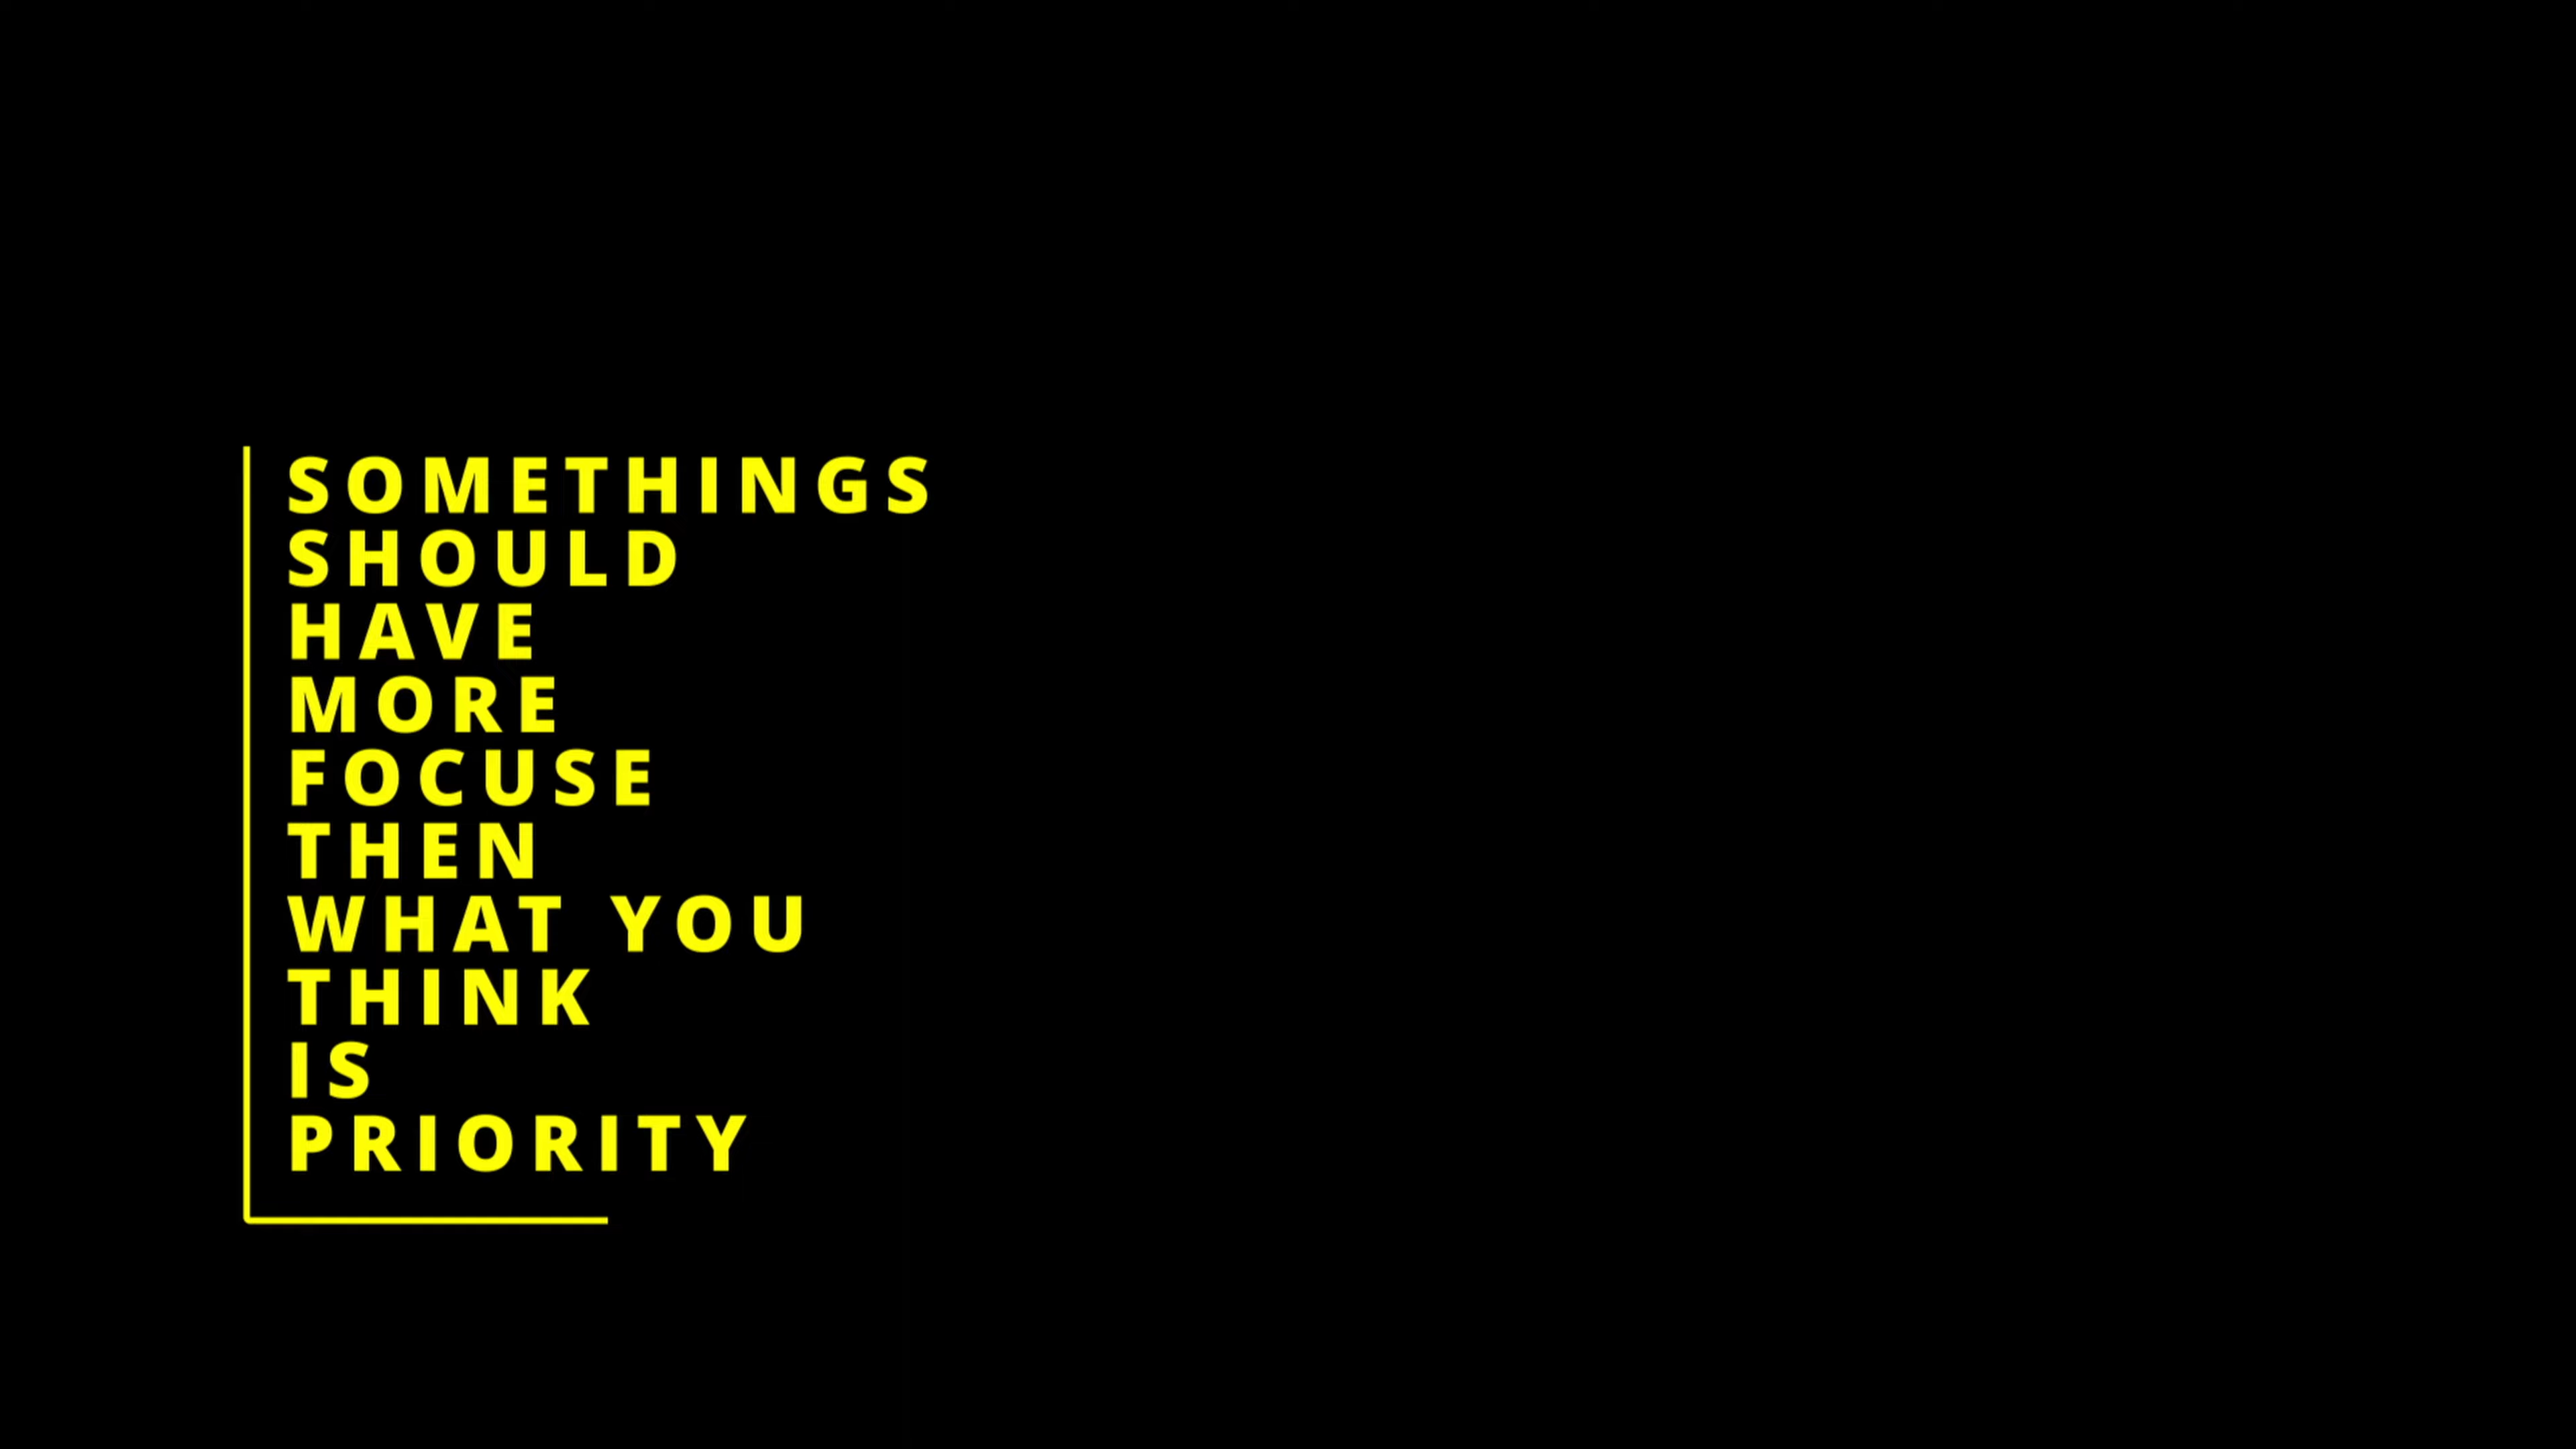 SOMETHINGS
SHOULD
HAVE
MORE
FOCUSE
THEN
WHAT YOU
THINK
IS
PRIORITY